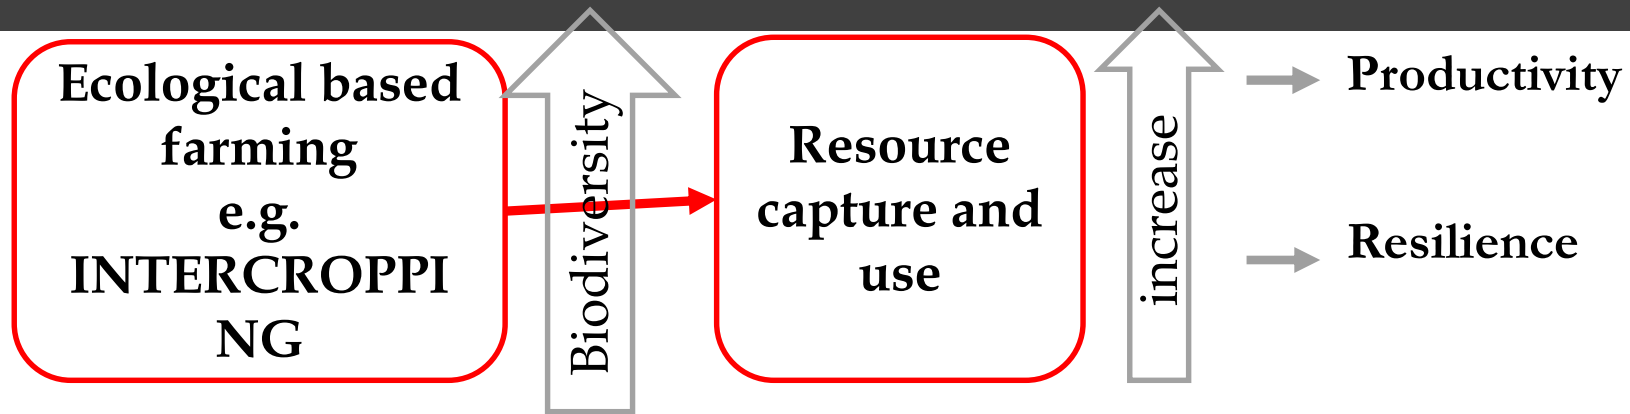 Ecological based
farming
e.g.
INTERCROPPI
NG
Biodiversity
Resource
capture and
use
increase
Productivity
Resilience